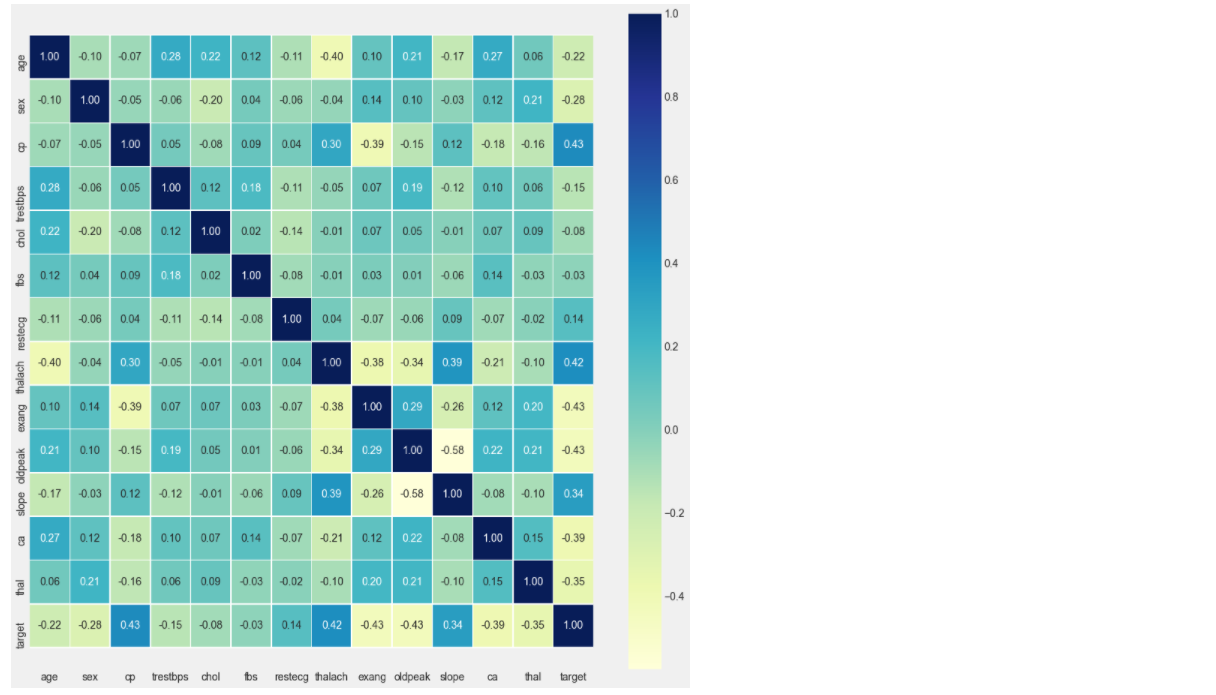 1.0
age 1.00 -0.10 -0.07 0.28 0.22 0.12 -0.11 -0.40 0.10 0.21 -0.17 0.27 0.06 -0.22
0.8
sex -0.10 1.00 -0.05 -0.06 -0.20 0.04 -0.06 -0.04 0.14 0.10 -0.03 0.12 0.21 -0.28
cp -0.07 -0.05 1.00 0.05 -0.08 0.09 0.04 0.30 -0.39 -0.15 0.12 -0.18 -0.16 0.43
0.6
trestbps 0.28 -0.06 0.05 1.00 0.12 0.18 -0.11 -0.05 0.07 0.19 -0.12 0.10 0.06 -0.15
chol 0.22 -0.20 -0.08 0.12 1.00 0.02 -0.14 -0.01 0.07 0.05 -0.01 0.07 0.09 -0.08
0.4
fbs 0.12 0.04 0.09 0.18 0.02 1.00 -0.08 -0.01 0.03 0.01 -0.06 0.14 -0.03 -0.03
restecg -0.11 -0.06 0.04 -0.11 -0.14 -0.08 1.00 0.04 -0.07 -0.06 0.09 -0.07 -0.02 0.14
0.2
thalach -0.40 -0.04 0.30 -0.05 -0.01 -0.01 0.04 1.00 -0.38 -0.34 0.39 -0.21 -0.10 0.42
exang 0.10 0.14 -0.39 0.07 0.07 0.03 -0.07 -0.38 1.00 0.29 -0.26 0.12 0.20 -0.43
0.0
oldpeak 0.21 0.10 -0.15 0.19 0.05 0.01 -0.06 -0.34 0.29 1.00 -0.58 0.22 0.21 -0.43
slope -0.17 -0.03 0.12 -0.12 -0.01 -0.06 0.09 0.39 -0.26 -0.58 1.00 -0.08 -0.10 0.34
−0.2
ca 0.27 0.12 -0.18 0.10 0.07 0.14 -0.07 -0.21 0.12 0.22 -0.08 1.00 0.15 -0.39
thal 0.06 0.21 -0.16 0.06 0.09 -0.03 -0.02 -0.10 0.20 0.21 -0.10 0.15 1.00 -0.35
−0.4
target -0.22 -0.28 0.43 -0.15 -0.08 -0.03 0.14 0.42 -0.43 -0.43 0.34 -0.39 -0.35 1.00
age sex cp trestbps chol fbs restecg thalach exang oldpeak slope ca thal target